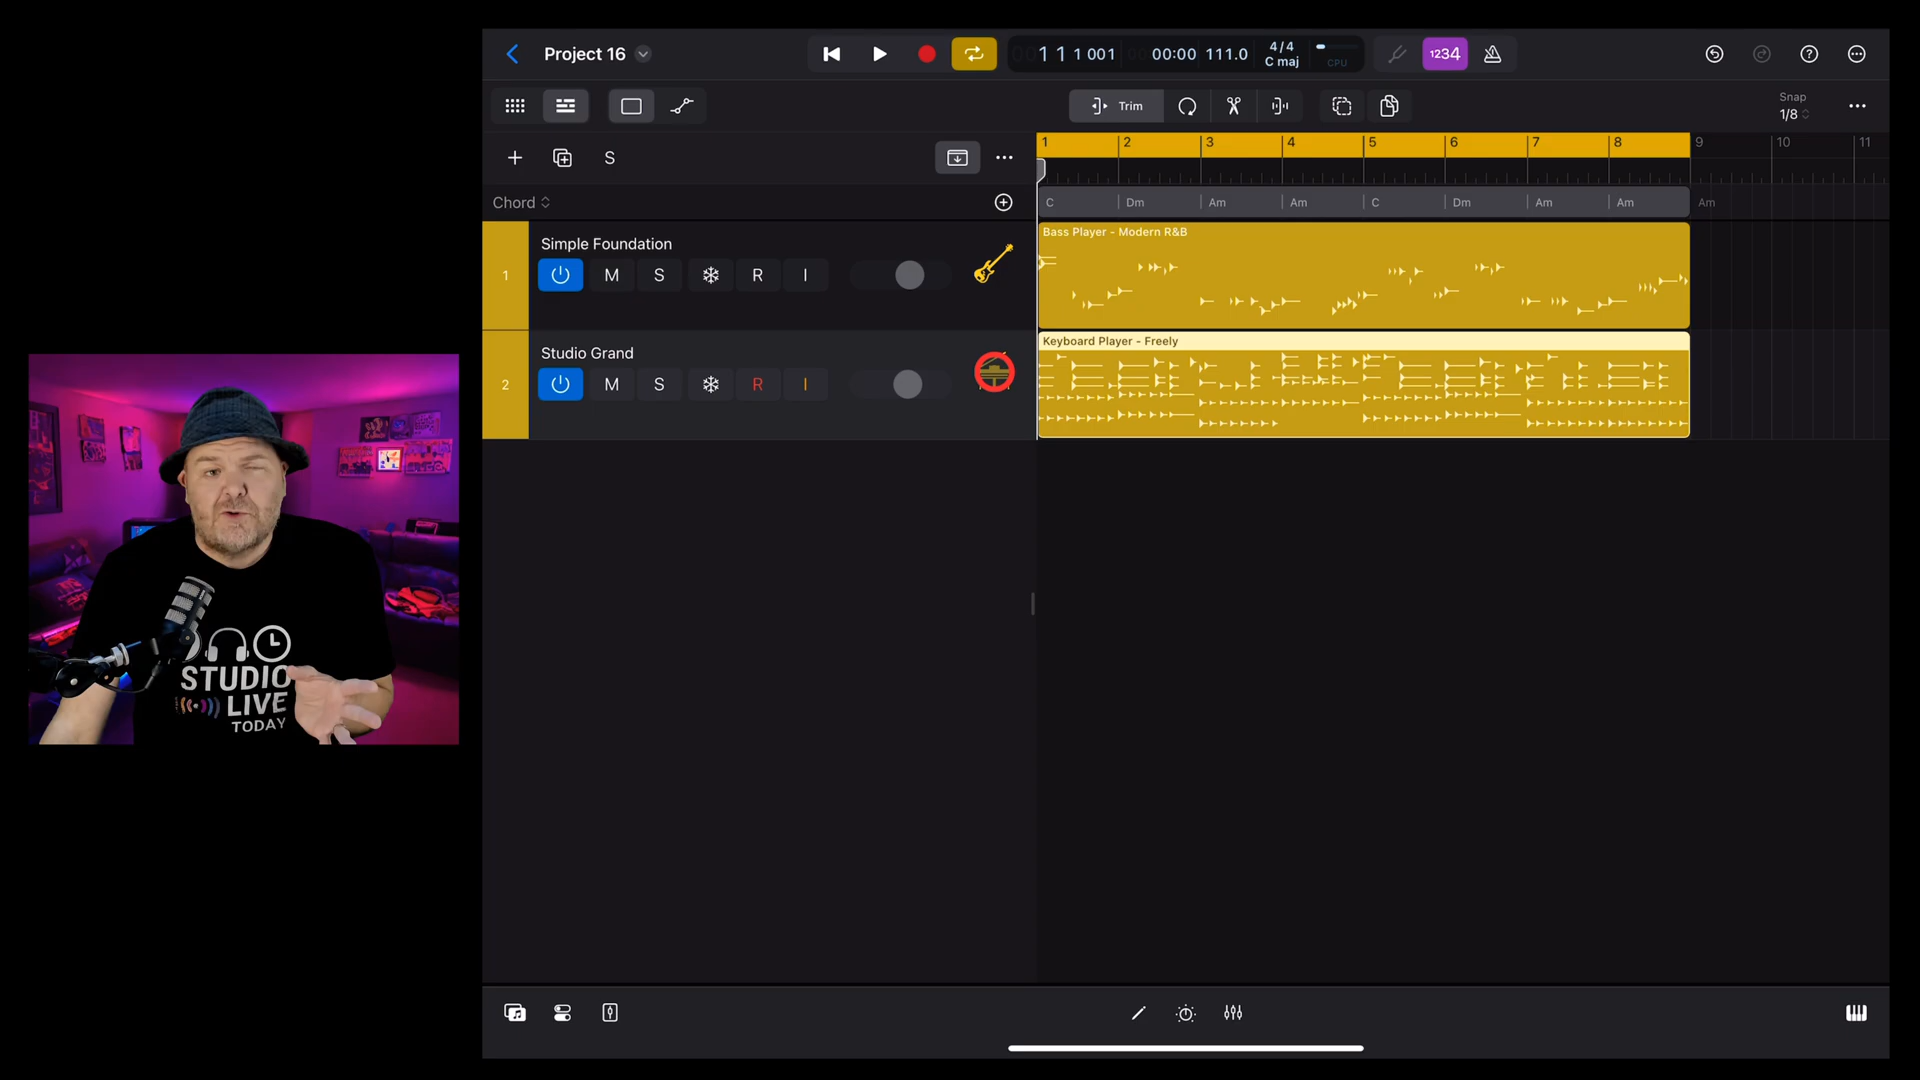 Project 16
1 1 1 001
00:00
111.0
4/4
C maj
CPU
1234
Trim
Snap
1/8
S
1 2 3 4 5 6 7 8 9 10 11
Chord
C Dm Am Am C Dm Am Am Am
Simple Foundation
1
M S R I
Bass Player - Modern R&B
Studio Grand
2
M S R I
Keyboard Player - Freely
STUDIO
LIVE
TODAY